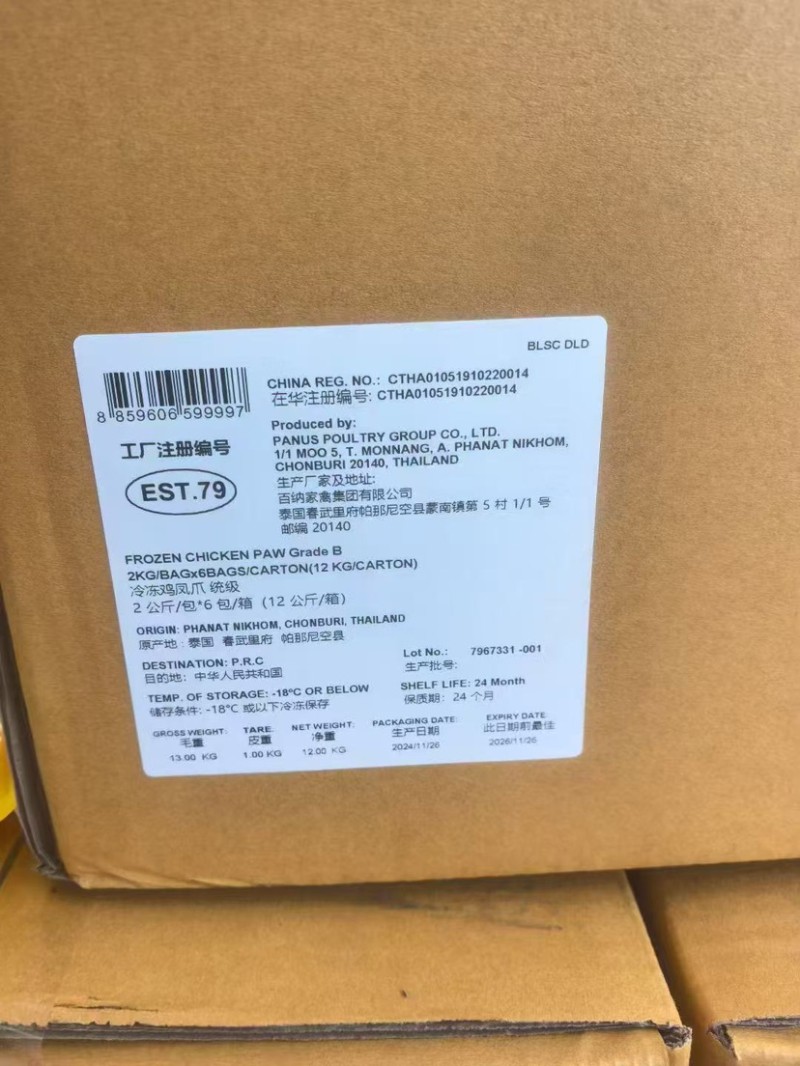 BLSC DLD
8 859606 599997
CHINA REG. NO.: CTHA01051910220014
在华注册编号: CTHA01051910220014
工厂注册编号
EST.79
Produced by:
PANUS POULTRY GROUP CO., LTD.
1/1 MOO 5, T. MONNANG, A. PHANAT NIKHOM,
CHONBURI 20140, THAILAND
生产厂家及地址:
百纳家禽集团有限公司
泰国春武里府帕那尼空县蒙南镇第 5 村 1/1 号
邮编 20140
FROZEN CHICKEN PAW Grade B
2KG/BAGx6BAGS/CARTON(12 KG/CARTON)
冷冻鸡凤爪 统级
2 公斤/包*6 包/箱（12 公斤/箱）
ORIGIN: PHANAT NIKHOM, CHONBURI, THAILAND
原产地: 泰国 春武里府 帕那尼空县
DESTINATION: P.R.C
目的地: 中华人民共和国
Lot No.: 7967331 -001
生产批号:
TEMP. OF STORAGE: -18ºC OR BELOW
储存条件: -18°C 或以下冷冻保存
SHELF LIFE: 24 Month
保质期: 24 个月
GROSS WEIGHT: TARE: NET WEIGHT: PACKAGING DATE: EXPIRY DATE
毛重 皮重 净重 生产日期 此日期前最佳
13.00 KG 1.00 KG 12.00 KG 2024/11/26 2026/11/26